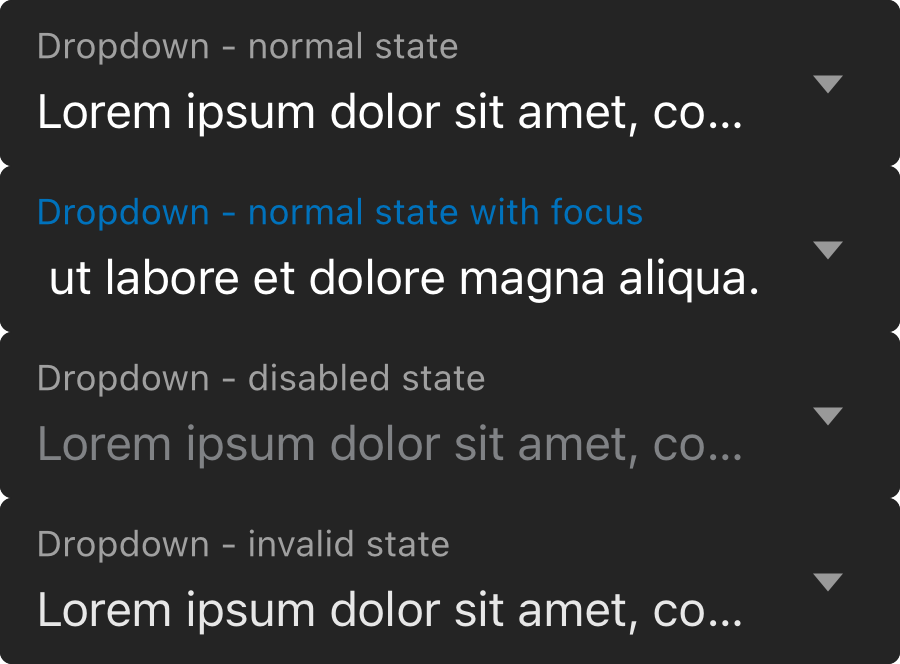 Dropdown - normal state
Lorem ipsum dolor sit amet, co...
Dropdown - normal state with focus
ut labore et dolore magna aliqua.
Dropdown - disabled state
Lorem ipsum dolor sit amet, co...
Dropdown - invalid state
Lorem ipsum dolor sit amet, co...